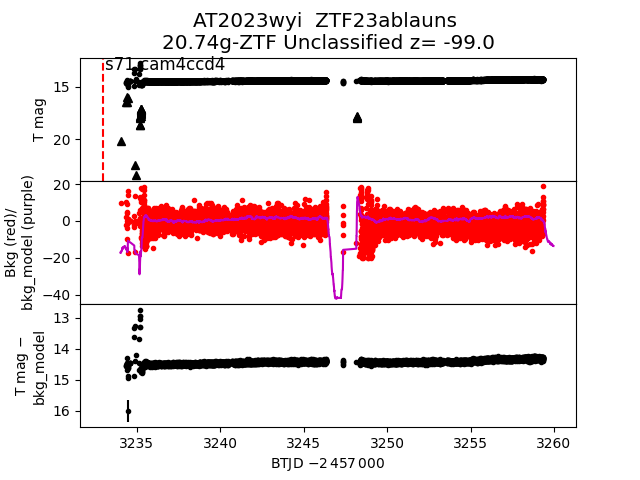 AT2023wyi  ZTF23ablauns
20.74g-ZTF Unclassified z= -99.0
s71 cam4ccd4
15
20
T mag
20
0
−20
−40
Bkg (red)/
bkg_model (purple)
13
14
15
16
T mag −
bkg_model
3235
3240
3245
3250
3255
3260
BTJD −2 457 000